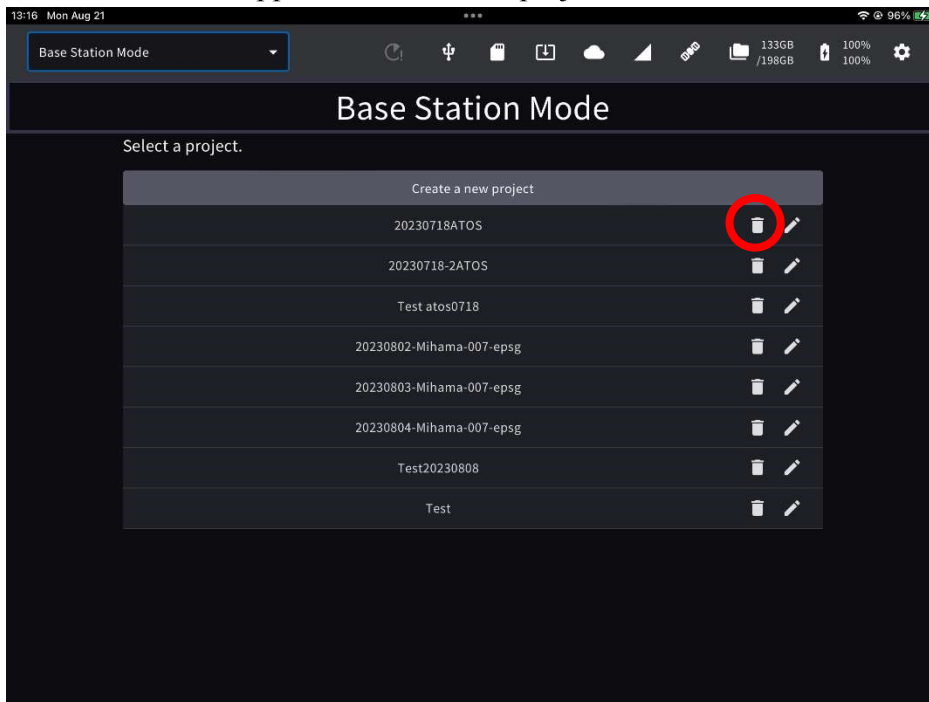 13:16 Mon Aug 21
96%
Base Station Mode
133GB
/198GB
100%
100%
Base Station Mode
Select a project.
Create a new project
20230718ATOS
20230718-2ATOS
Test atos0718
20230802-Mihama-007-epsg
20230803-Mihama-007-epsg
20230804-Mihama-007-epsg
Test20230808
Test